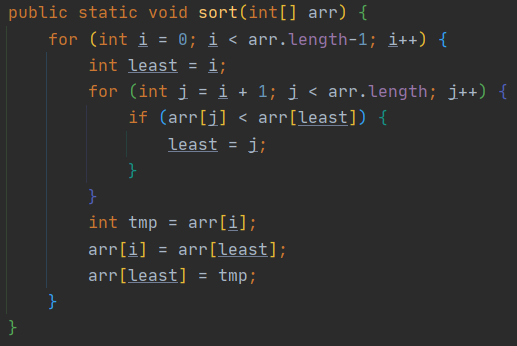 public static void sort(int[] arr) {
    for (int i = 0; i < arr.length-1; i++) {
        int least = i;
        for (int j = i + 1; j < arr.length; j++) {
            if (arr[j] < arr[least]) {
                least = j;
            }
        }
        int tmp = arr[i];
        arr[i] = arr[least];
        arr[least] = tmp;
    }
}